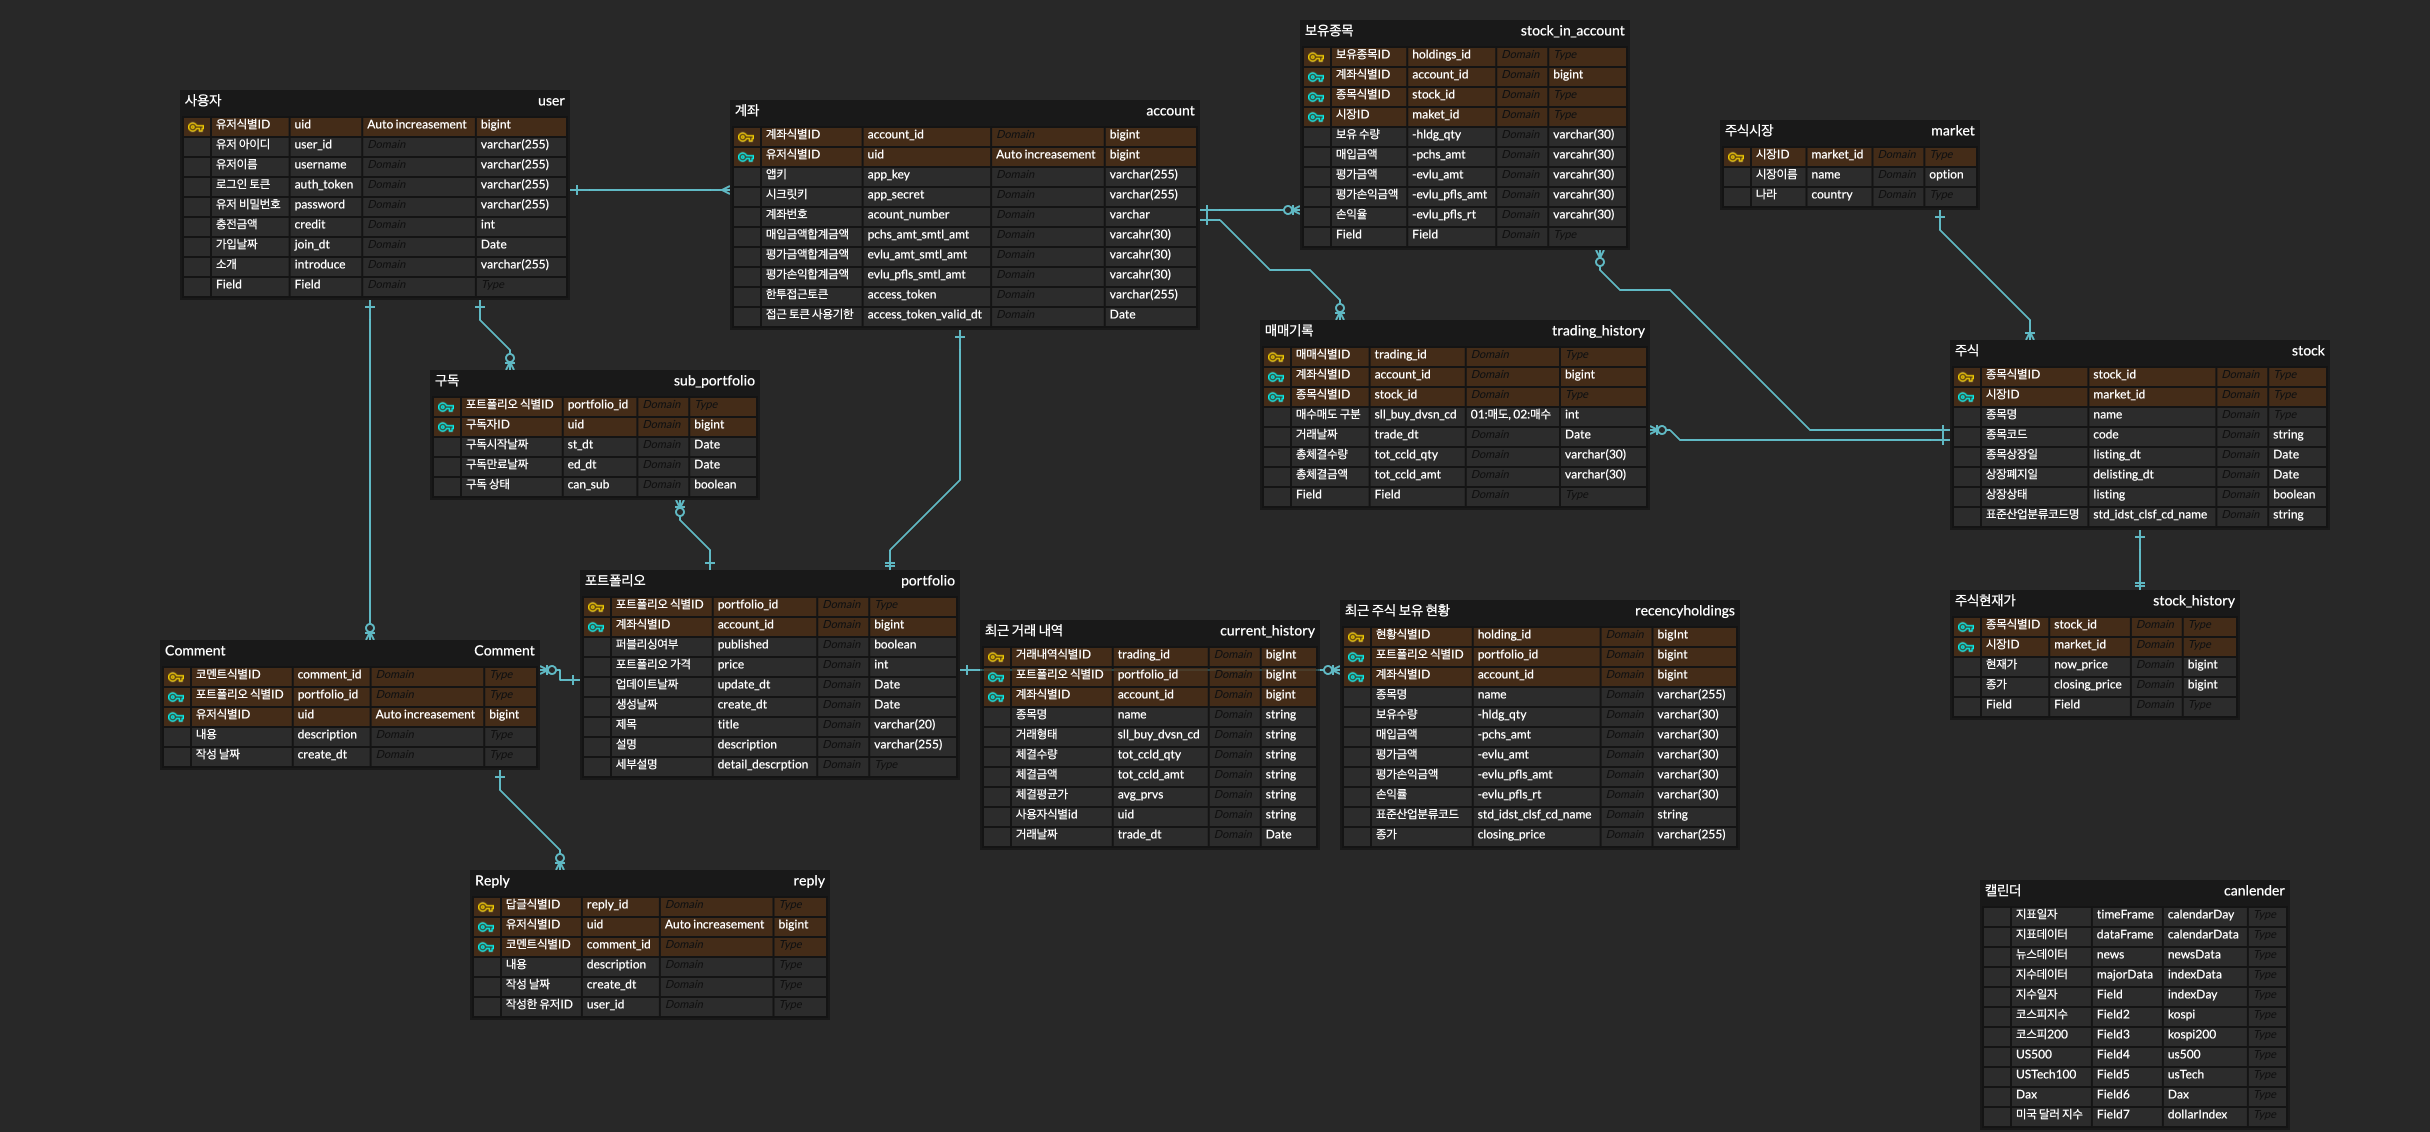 사용자 user
유저식별ID uid Auto increasement bigint
유저 아이디 user_id Domain varchar(255)
유저이름 username Domain varchar(255)
로그인 토큰 auth_token Domain varchar(255)
유저 비밀번호 password Domain varchar(255)
충전금액 credit Domain int
가입날짜 join_dt Domain Date
소개 introduce Domain varchar(255)
Field Field Domain Type
계좌 account
계좌식별ID account_id Domain bigint
유저식별ID uid Auto increasement bigint
앱키 app_key Domain varchar(255)
시크릿키 app_secret Domain varchar(255)
계좌번호 acount_number Domain varchar
매입금액합계금액 pchs_amt_smtl_amt Domain varcahr(30)
평가금액합계금액 evlu_amt_smtl_amt Domain varcahr(30)
평가손익합계금액 evlu_pfls_smtl_amt Domain varcahr(30)
한투접근토큰 access_token Domain varchar(255)
접근 토큰 사용기한 access_token_valid_dt Domain Date
보유종목 stock_in_account
보유종목ID holdings_id Domain Type
계좌식별ID account_id Domain bigint
종목식별ID stock_id Domain Type
시장ID maket_id Domain Type
보유 수량 -hldg_qty Domain varchar(30)
매입금액 -pchs_amt Domain varcahr(30)
평가금액 -evlu_amt Domain varcahr(30)
평가손익금액 -evlu_pfls_amt Domain varcahr(30)
손익율 -evlu_pfls_rt Domain varcahr(30)
Field Field Domain Type
주식시장 market
시장ID market_id Domain Type
시장이름 name Domain option
나라 country Domain Type
매매기록 trading_history
매매식별ID trading_id Domain Type
계좌식별ID account_id Domain bigint
종목식별ID stock_id Domain Type
매수매도 구분 sll_buy_dvsn_cd 01:매도, 02:매수 int
거래날짜 trade_dt Domain Date
총체결수량 tot_ccld_qty Domain varchar(30)
총체결금액 tot_ccld_amt Domain varchar(30)
Field Field Domain Type
주식 stock
종목식별ID stock_id Domain Type
시장ID market_id Domain Type
종목명 name Domain Type
종목코드 code Domain string
종목상장일 listing_dt Domain Date
상장폐지일 delisting_dt Domain Date
상장상태 listing Domain boolean
표준산업분류코드명 std_idst_clsf_cd_name Domain string
구독 sub_portfolio
포트폴리오 식별ID portfolio_id Domain Type
구독자ID uid Domain bigint
구독시작날짜 st_dt Domain Date
구독만료날짜 ed_dt Domain Date
구독 상태 can_sub Domain boolean
포트폴리오 portfolio
포트폴리오 식별ID portfolio_id Domain Type
계좌식별ID account_id Domain bigint
퍼블리싱여부 published Domain boolean
포트폴리오 가격 price Domain int
업데이트날짜 update_dt Domain Date
생성날짜 create_dt Domain Date
제목 title Domain varchar(20)
설명 description Domain varchar(255)
세부설명 detail_descrption Domain Type
최근 거래 내역 current_history
거래내역식별ID trading_id Domain bigInt
포트폴리오 식별ID portfolio_id Domain bigInt
계좌식별ID account_id Domain bigint
종목명 name Domain string
거래형태 sll_buy_dvsn_cd Domain string
체결수량 tot_ccld_qty Domain string
체결금액 tot_ccld_amt Domain string
체결평균가 avg_prvs Domain string
사용자식별id uid Domain string
거래날짜 trade_dt Domain Date
최근 주식 보유 현황 recencyholdings
현황식별ID holding_id Domain bigInt
포트폴리오 식별ID portfolio_id Domain bigint
계좌식별ID account_id Domain bigint
종목명 name Domain varchar(255)
보유수량 -hldg_qty Domain varchar(30)
매입금액 -pchs_amt Domain varchar(30)
평가금액 -evlu_amt Domain varchar(30)
평가손익금액 -evlu_pfls_amt Domain varchar(30)
손익률 -evlu_pfls_rt Domain varchar(30)
표준산업분류코드 std_idst_clsf_cd_name Domain string
종가 closing_price Domain varchar(255)
주식현재가 stock_history
종목식별ID stock_id Domain Type
시장ID market_id Domain Type
현재가 now_price Domain bigint
종가 closing_price Domain bigint
Field Field Domain Type
Comment Comment
코멘트식별ID comment_id Domain Type
포트폴리오 식별ID portfolio_id Domain Type
유저식별ID uid Auto increasement bigint
내용 description Domain Type
작성 날짜 create_dt Domain Type
Reply reply
답글식별ID reply_id Domain Type
유저식별ID uid Auto increasement bigint
코멘트식별ID comment_id Domain Type
내용 description Domain Type
작성 날짜 create_dt Domain Type
작성한 유저ID user_id Domain Type
캘린더 canlender
지표일자 timeFrame calendarDay Type
지표데이터 dataFrame calendarData Type
뉴스데이터 news newsData Type
지수데이터 majorData indexData Type
지수일자 Field indexDay Type
코스피지수 Field2 kospi Type
코스피200 Field3 kospi200 Type
US500 Field4 us500 Type
USTech100 Field5 usTech Type
Dax Field6 Dax Type
미국 달러 지수 Field7 dollarIndex Type